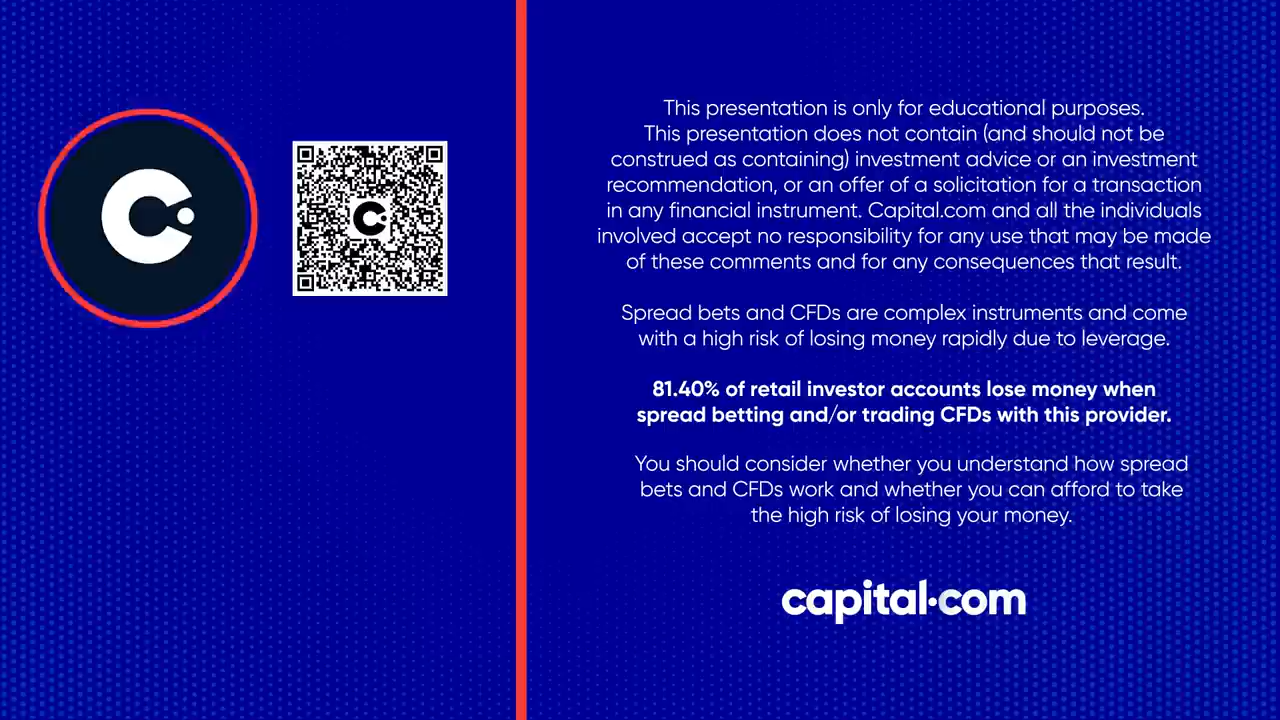 This presentation is only for educational purposes.
This presentation does not contain (and should not be
construed as containing) investment advice or an investment
recommendation, or an offer of a solicitation for a transaction
in any financial instrument. Capital.com and all the individuals
involved accept no responsibility for any use that may be made
of these comments and for any consequences that result.
Spread bets and CFDs are complex instruments and come
with a high risk of losing money rapidly due to leverage.
81.40% of retail investor accounts lose money when
spread betting and/or trading CFDs with this provider.
You should consider whether you understand how spread
bets and CFDs work and whether you can afford to take
the high risk of losing your money.
capital·com